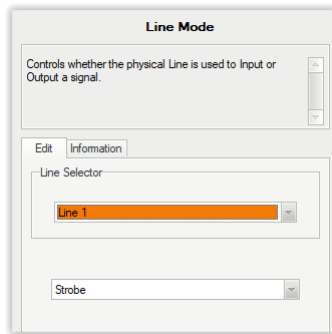 Line Mode
Controls whether the physical Line is used to Input or
Output a signal.
Edit
Information
Line Selector
Line 1
Strobe